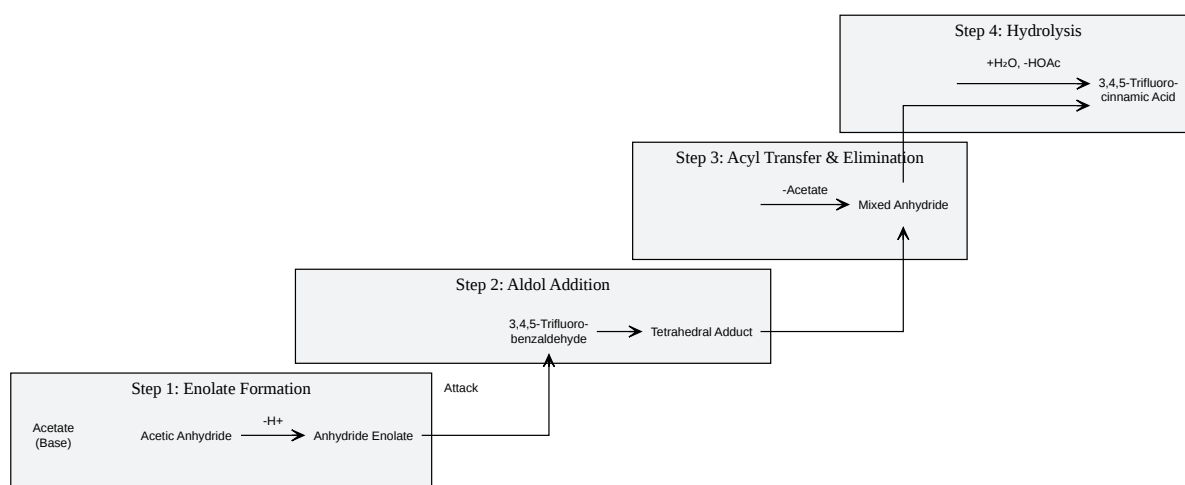 Step 4: Hydrolysis
+H₂O, -HOAc
3,4,5-Trifluoro-
cinnamic Acid
Step 3: Acyl Transfer & Elimination
-Acetate
Mixed Anhydride
Step 2: Aldol Addition
3,4,5-Trifluoro-
benzaldehyde
Tetrahedral Adduct
Step 1: Enolate Formation
Attack
Acetate
(Base)
Acetic Anhydride
-H+
Anhydride Enolate